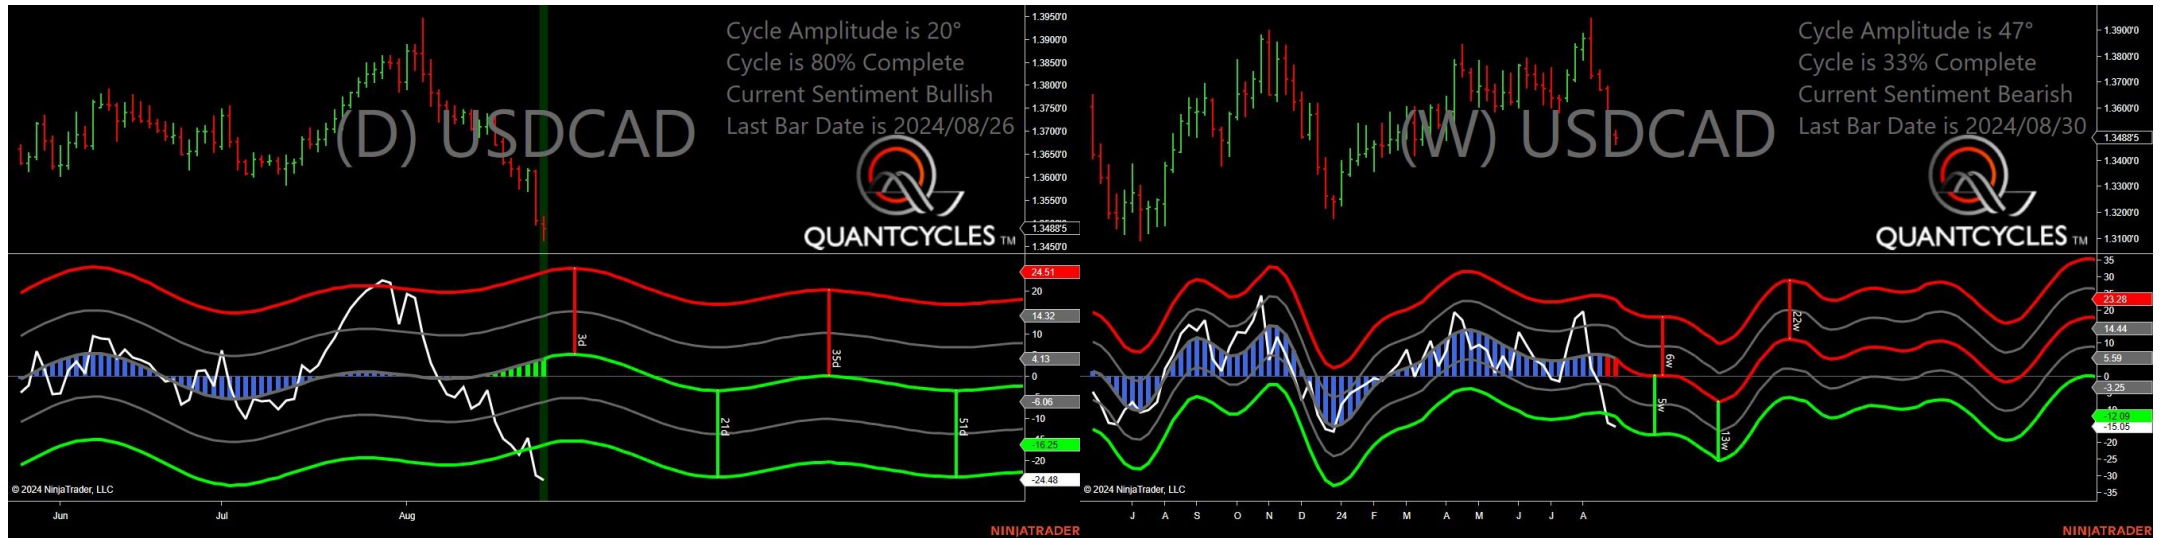 Cycle Amplitude is 20°
Cycle is 80% Complete
Current Sentiment Bullish
Last Bar Date is 2024/08/26
(D) USDCAD
QUANTCYCLES TM
1.3950'0
1.3900'0
1.3850'0
1.3800'0
1.3750'0
1.3700'0
1.3650'0
1.3600'0
1.3550'0
1.3488'5
1.3450'0
24.51
20
14.32
10
4.13
0
-6.06
-10
-16.25
-20
-24.48
3d
35d
21d
51d
© 2024 NinjaTrader, LLC
Jun
Jul
Aug
NINJATRADER
Cycle Amplitude is 47°
Cycle is 33% Complete
Current Sentiment Bearish
Last Bar Date is 2024/08/30
(W) USDCAD
QUANTCYCLES TM
1.3900'0
1.3800'0
1.3700'0
1.3600'0
1.3488'5
1.3400'0
1.3300'0
1.3200'0
1.3100'0
35
30
23.28
20
14.44
10
5.59
0
-3.25
-12.09
-15.05
-20
-25
-30
-35
6w
5w
13w
22w
© 2024 NinjaTrader, LLC
J A S O N D 24 F M A M J J A
NINJATRADER